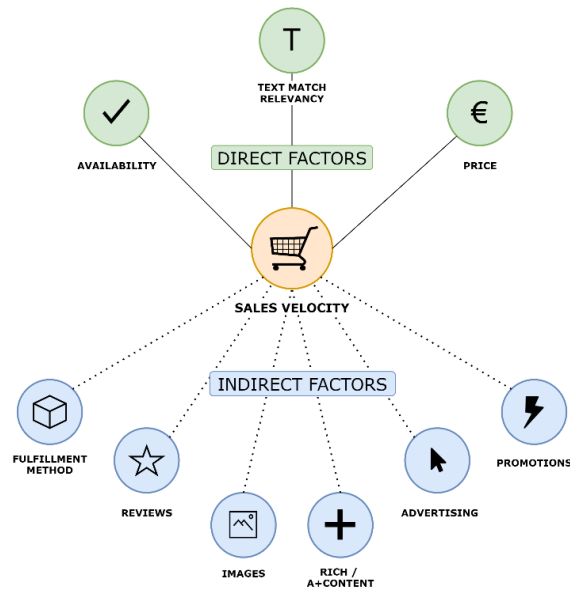 T
TEXT MATCH
RELEVANCY
AVAILABILITY
€
PRICE
DIRECT FACTORS
SALES VELOCITY
INDIRECT FACTORS
FULFILLMENT
METHOD
REVIEWS
IMAGES
RICH /
A+CONTENT
ADVERTISING
PROMOTIONS